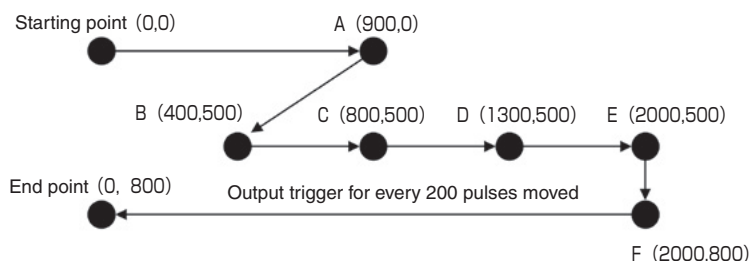 Starting point (0,0)
A (900,0)
B (400,500)
C (800,500)
D (1300,500)
E (2000,500)
End point (0, 800)
Output trigger for every 200 pulses moved
F (2000,800)